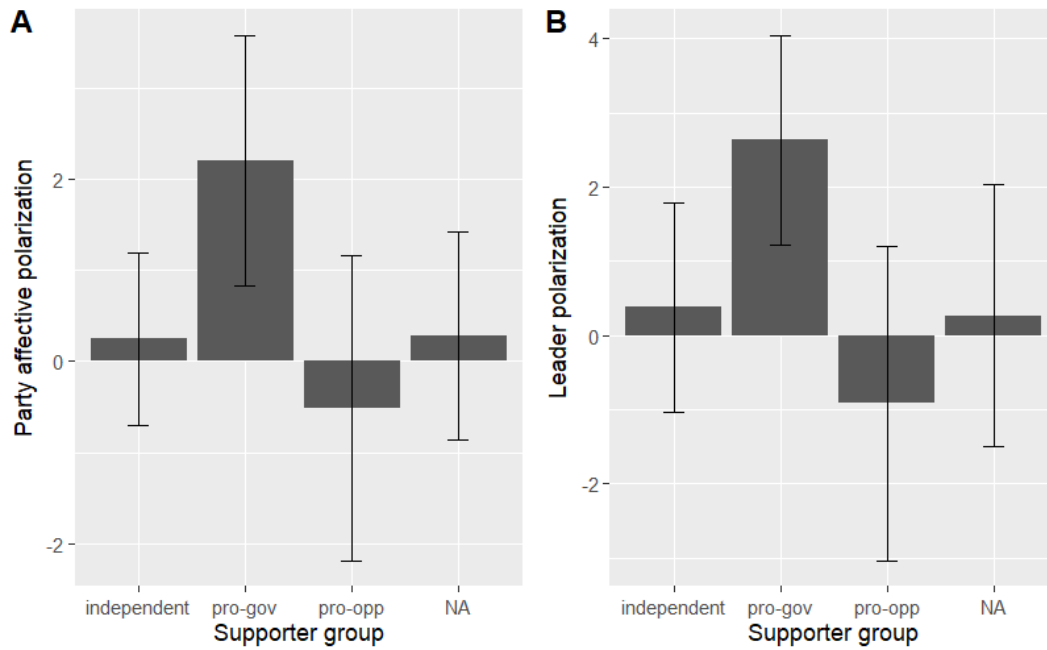 A
Party affective polarization
2
0
-2
independent pro-gov pro-opp NA
Supporter group
B
Leader polarization
4
2
0
-2
independent pro-gov pro-opp NA
Supporter group